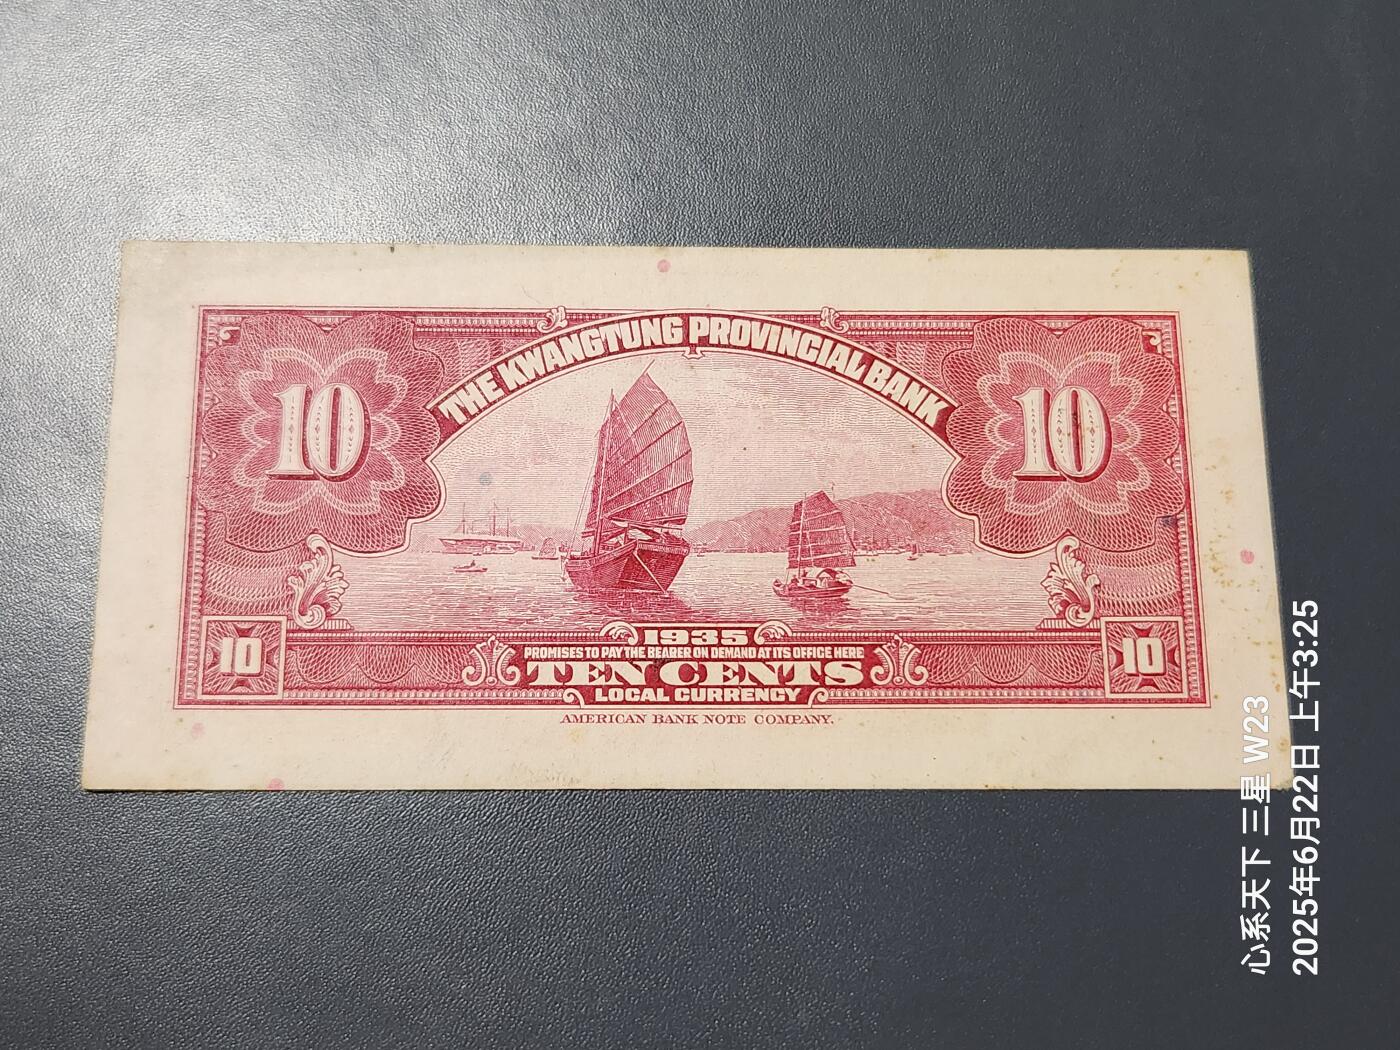 THE KWANGTUNG PROVINCIAL BANK
10
10
1935
PROMISES TO PAY THE BEARER ON DEMAND AT ITS OFFICE HERE
10
TEN CENTS
10
LOCAL CURRENCY
AMERICAN BANK NOTE COMPANY.
心系天下 三星 W23
2025年6月22日 上午3:25